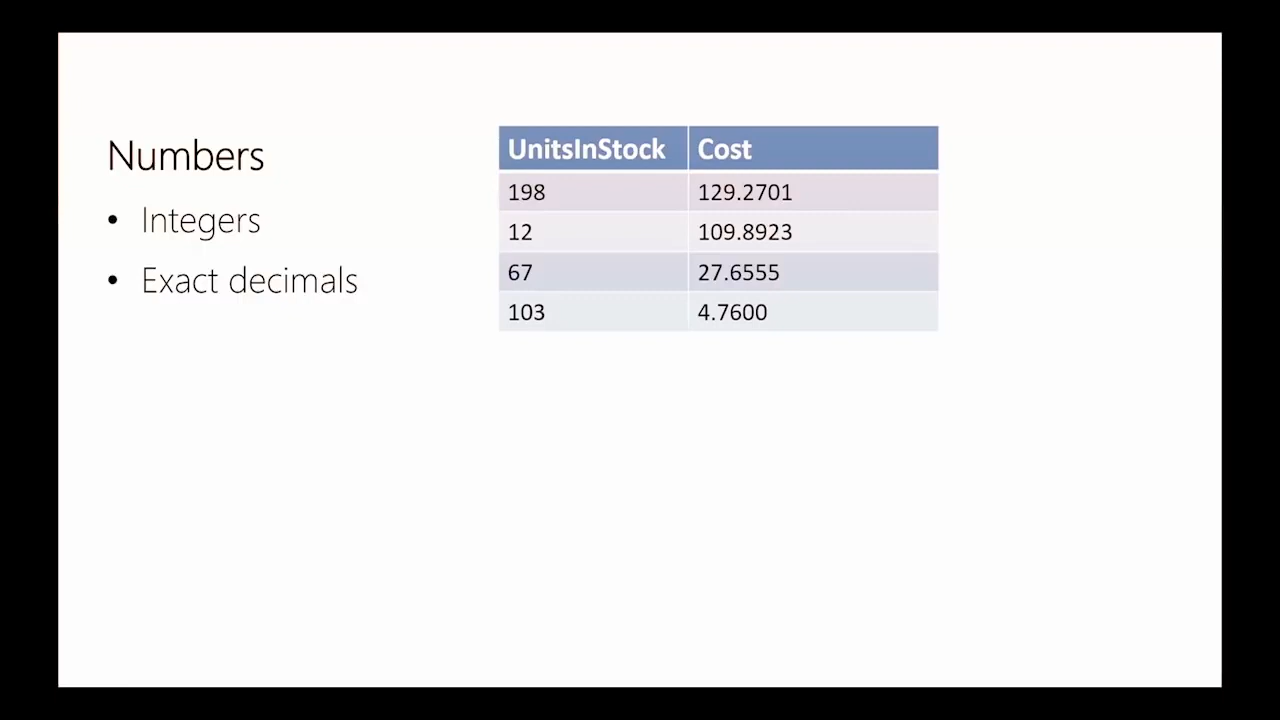 Numbers
• Integers
• Exact decimals
UnitsInStock Cost
198 129.2701
12 109.8923
67 27.6555
103 4.7600